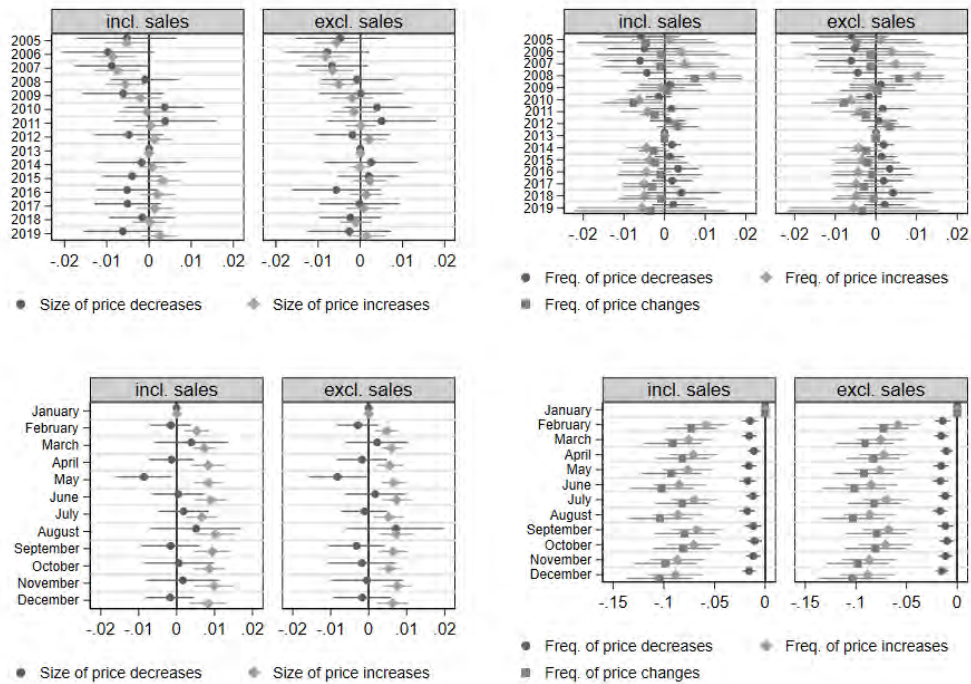 incl. sales excl. sales
2005
2006
2007
2008
2009
2010
2011
2012
2013
2014
2015
2016
2017
2018
2019
-.02 -.01 0 .01 .02 -.02 -.01 0 .01 .02
Size of price decreases Size of price increases
incl. sales excl. sales
2005
2006
2007
2008
2009
2010
2011
2012
2013
2014
2015
2016
2017
2018
2019
-.02 -.01 0 .01 .02 -.02 -.01 0 .01 .02
Freq. of price decreases Freq. of price increases
Freq. of price changes
incl. sales excl. sales
January
February
March
April
May
June
July
August
September
October
November
December
-.02 -.01 0 .01 .02 -.02 -.01 0 .01 .02
Size of price decreases Size of price increases
incl. sales excl. sales
January
February
March
April
May
June
July
August
September
October
November
December
-.15 -.1 -.05 0 -.15 -.1 -.05 0
Freq. of price decreases Freq. of price increases
Freq. of price changes